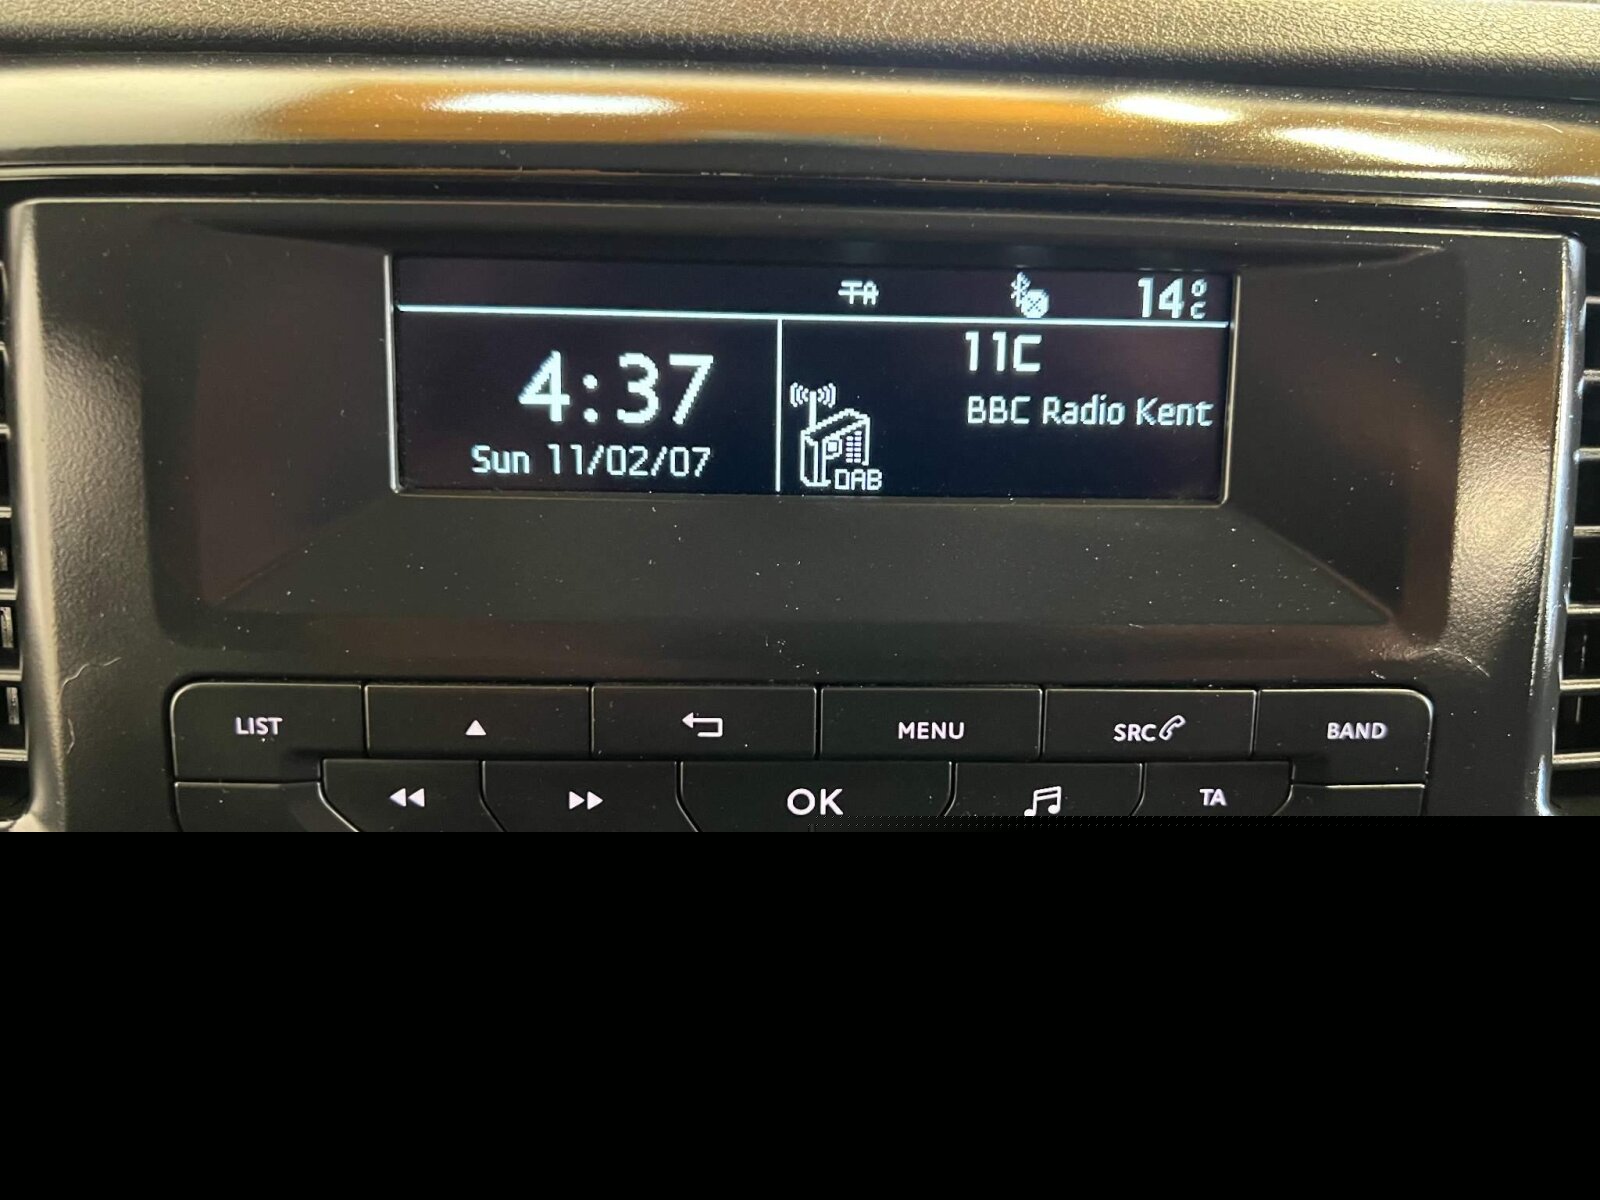 TA 14°C
4:37
Sun 11/02/07
11C
BBC Radio Kent
DAB
LIST MENU SRC BAND
OK TA